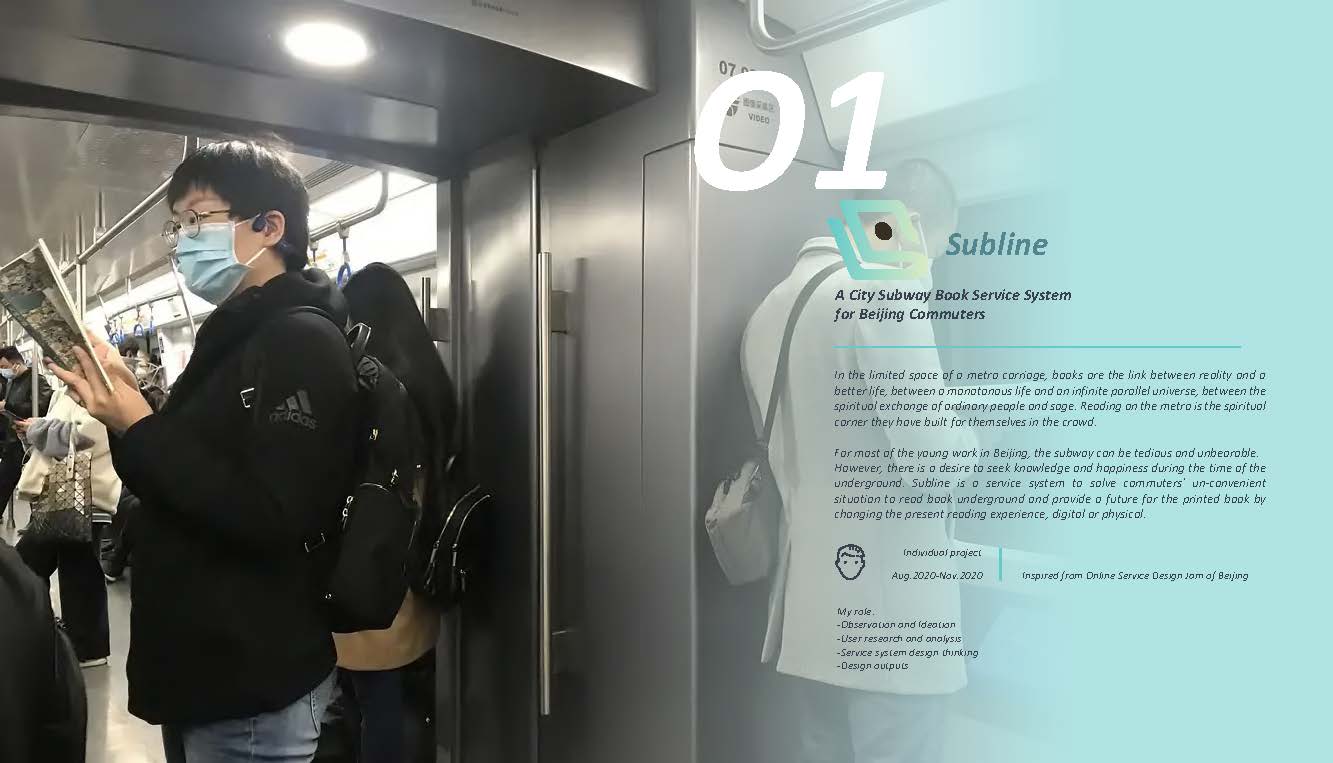 01
VIDEO
Subline
A City Subway Book Service System
for Beijing Commuters
In the limited space of a metro carriage, books are the link between reality and a
better life, between a monotonous life and an infinite parallel universe, between the
spiritual exchange of ordinary people and sage. Reading on the metro is the spiritual
corner they have built for themselves in the crowd.
For most of the young work in Beijing, the subway can be tedious and unbearable.
However, there is a desire to seek knowledge and happiness during the time of the
underground. Subline is a service system to solve commuters' un-convenient
situation to read book underground and provide a future for the printed book by
changing the present reading experience, digital or physical.
adidas
Individual project
Aug.2020-Nov.2020
Inspired from Online Service Design Jam of Beijing
My role:
-Observation and Ideation
-User research and analysis
-Service system design thinking
-Design outputs